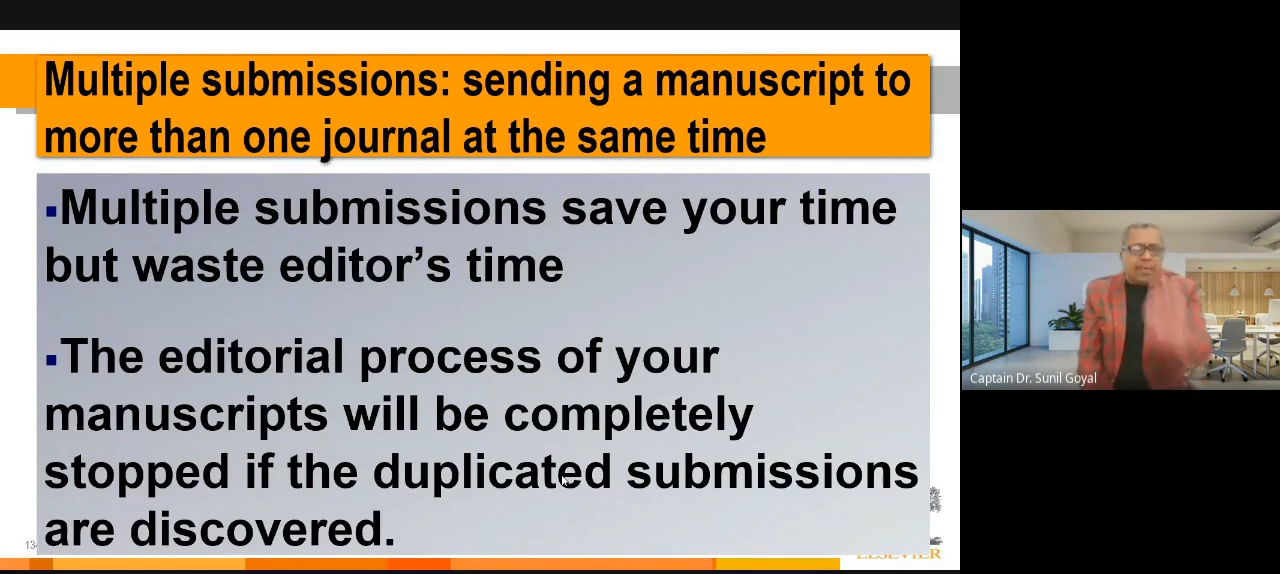 Multiple submissions: sending a manuscript to
more than one journal at the same time
▪Multiple submissions save your time
but waste editor’s time
▪The editorial process of your
manuscripts will be completely
stopped if the duplicated submissions
are discovered.
ELSEVIER
Captain Dr. Sunil Goyal